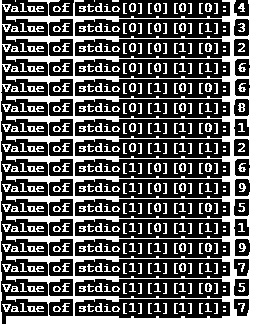 Value of stdio[0][0][0][0]: 4
Value of stdio[0][0][0][1]: 3
Value of stdio[0][0][1][0]: 2
Value of stdio[0][0][1][1]: 6
Value of stdio[0][1][0][0]: 6
Value of stdio[0][1][0][1]: 8
Value of stdio[0][1][1][0]: 1
Value of stdio[0][1][1][1]: 2
Value of stdio[1][0][0][0]: 6
Value of stdio[1][0][0][1]: 9
Value of stdio[1][0][1][0]: 5
Value of stdio[1][0][1][1]: 1
Value of stdio[1][1][0][0]: 9
Value of stdio[1][1][0][1]: 7
Value of stdio[1][1][1][0]: 5
Value of stdio[1][1][1][1]: 7